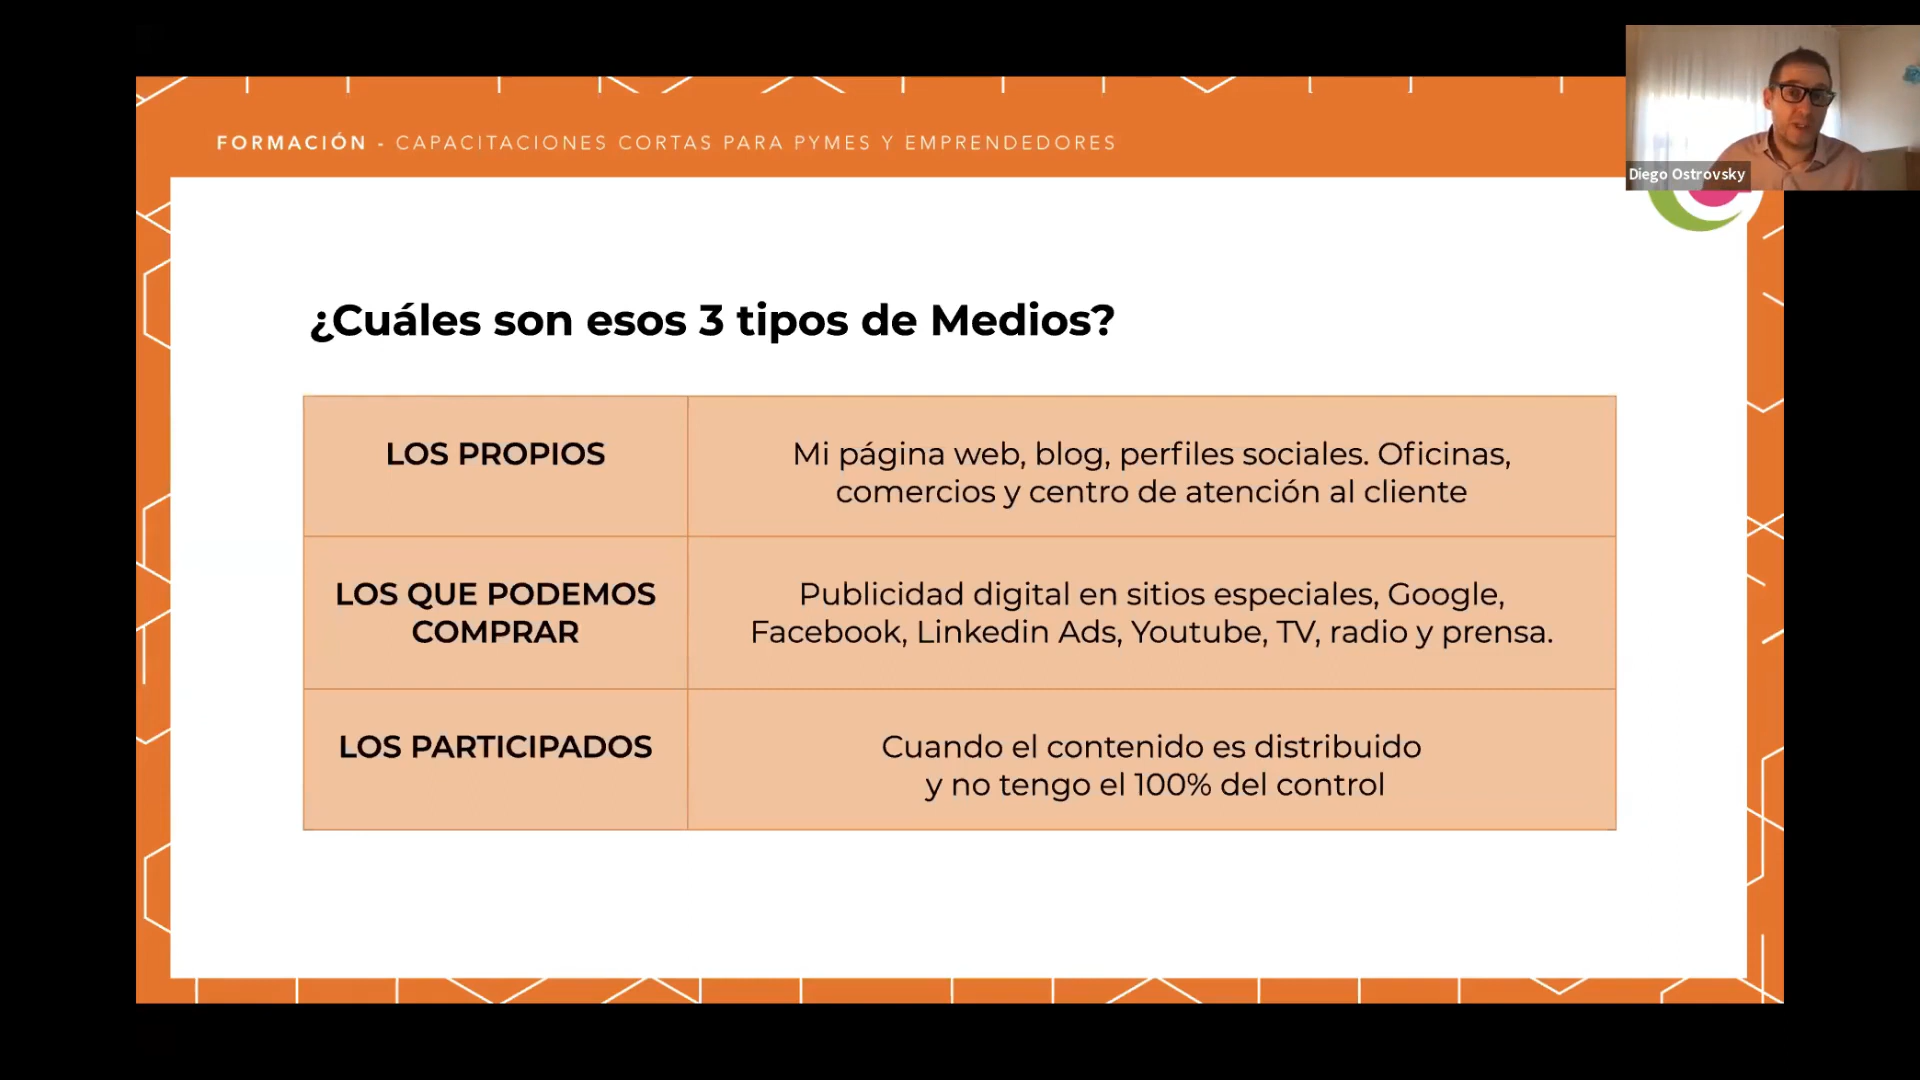 FORMACIÓN - CAPACITACIONES CORTAS PARA PYMES Y EMPRENDEDORES
Diego Ostrovsky
¿Cuáles son esos 3 tipos de Medios?
LOS PROPIOS
Mi página web, blog, perfiles sociales. Oficinas,
comercios y centro de atención al cliente
LOS QUE PODEMOS
COMPRAR
Publicidad digital en sitios especiales, Google,
Facebook, Linkedin Ads, Youtube, TV, radio y prensa.
LOS PARTICIPADOS
Cuando el contenido es distribuido
y no tengo el 100% del control